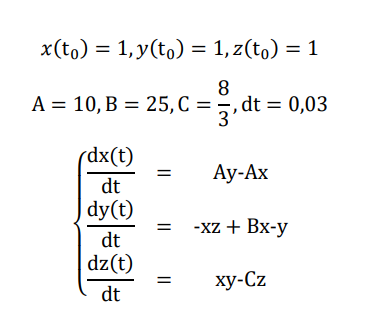 x(t₀) = 1, y(t₀) = 1, z(t₀) = 1
A = 10, B = 25, C = 8/3, dt = 0,03
dx(t)/dt = Ay-Ax
dy(t)/dt = -xz + Bx-y
dz(t)/dt = xy-Cz